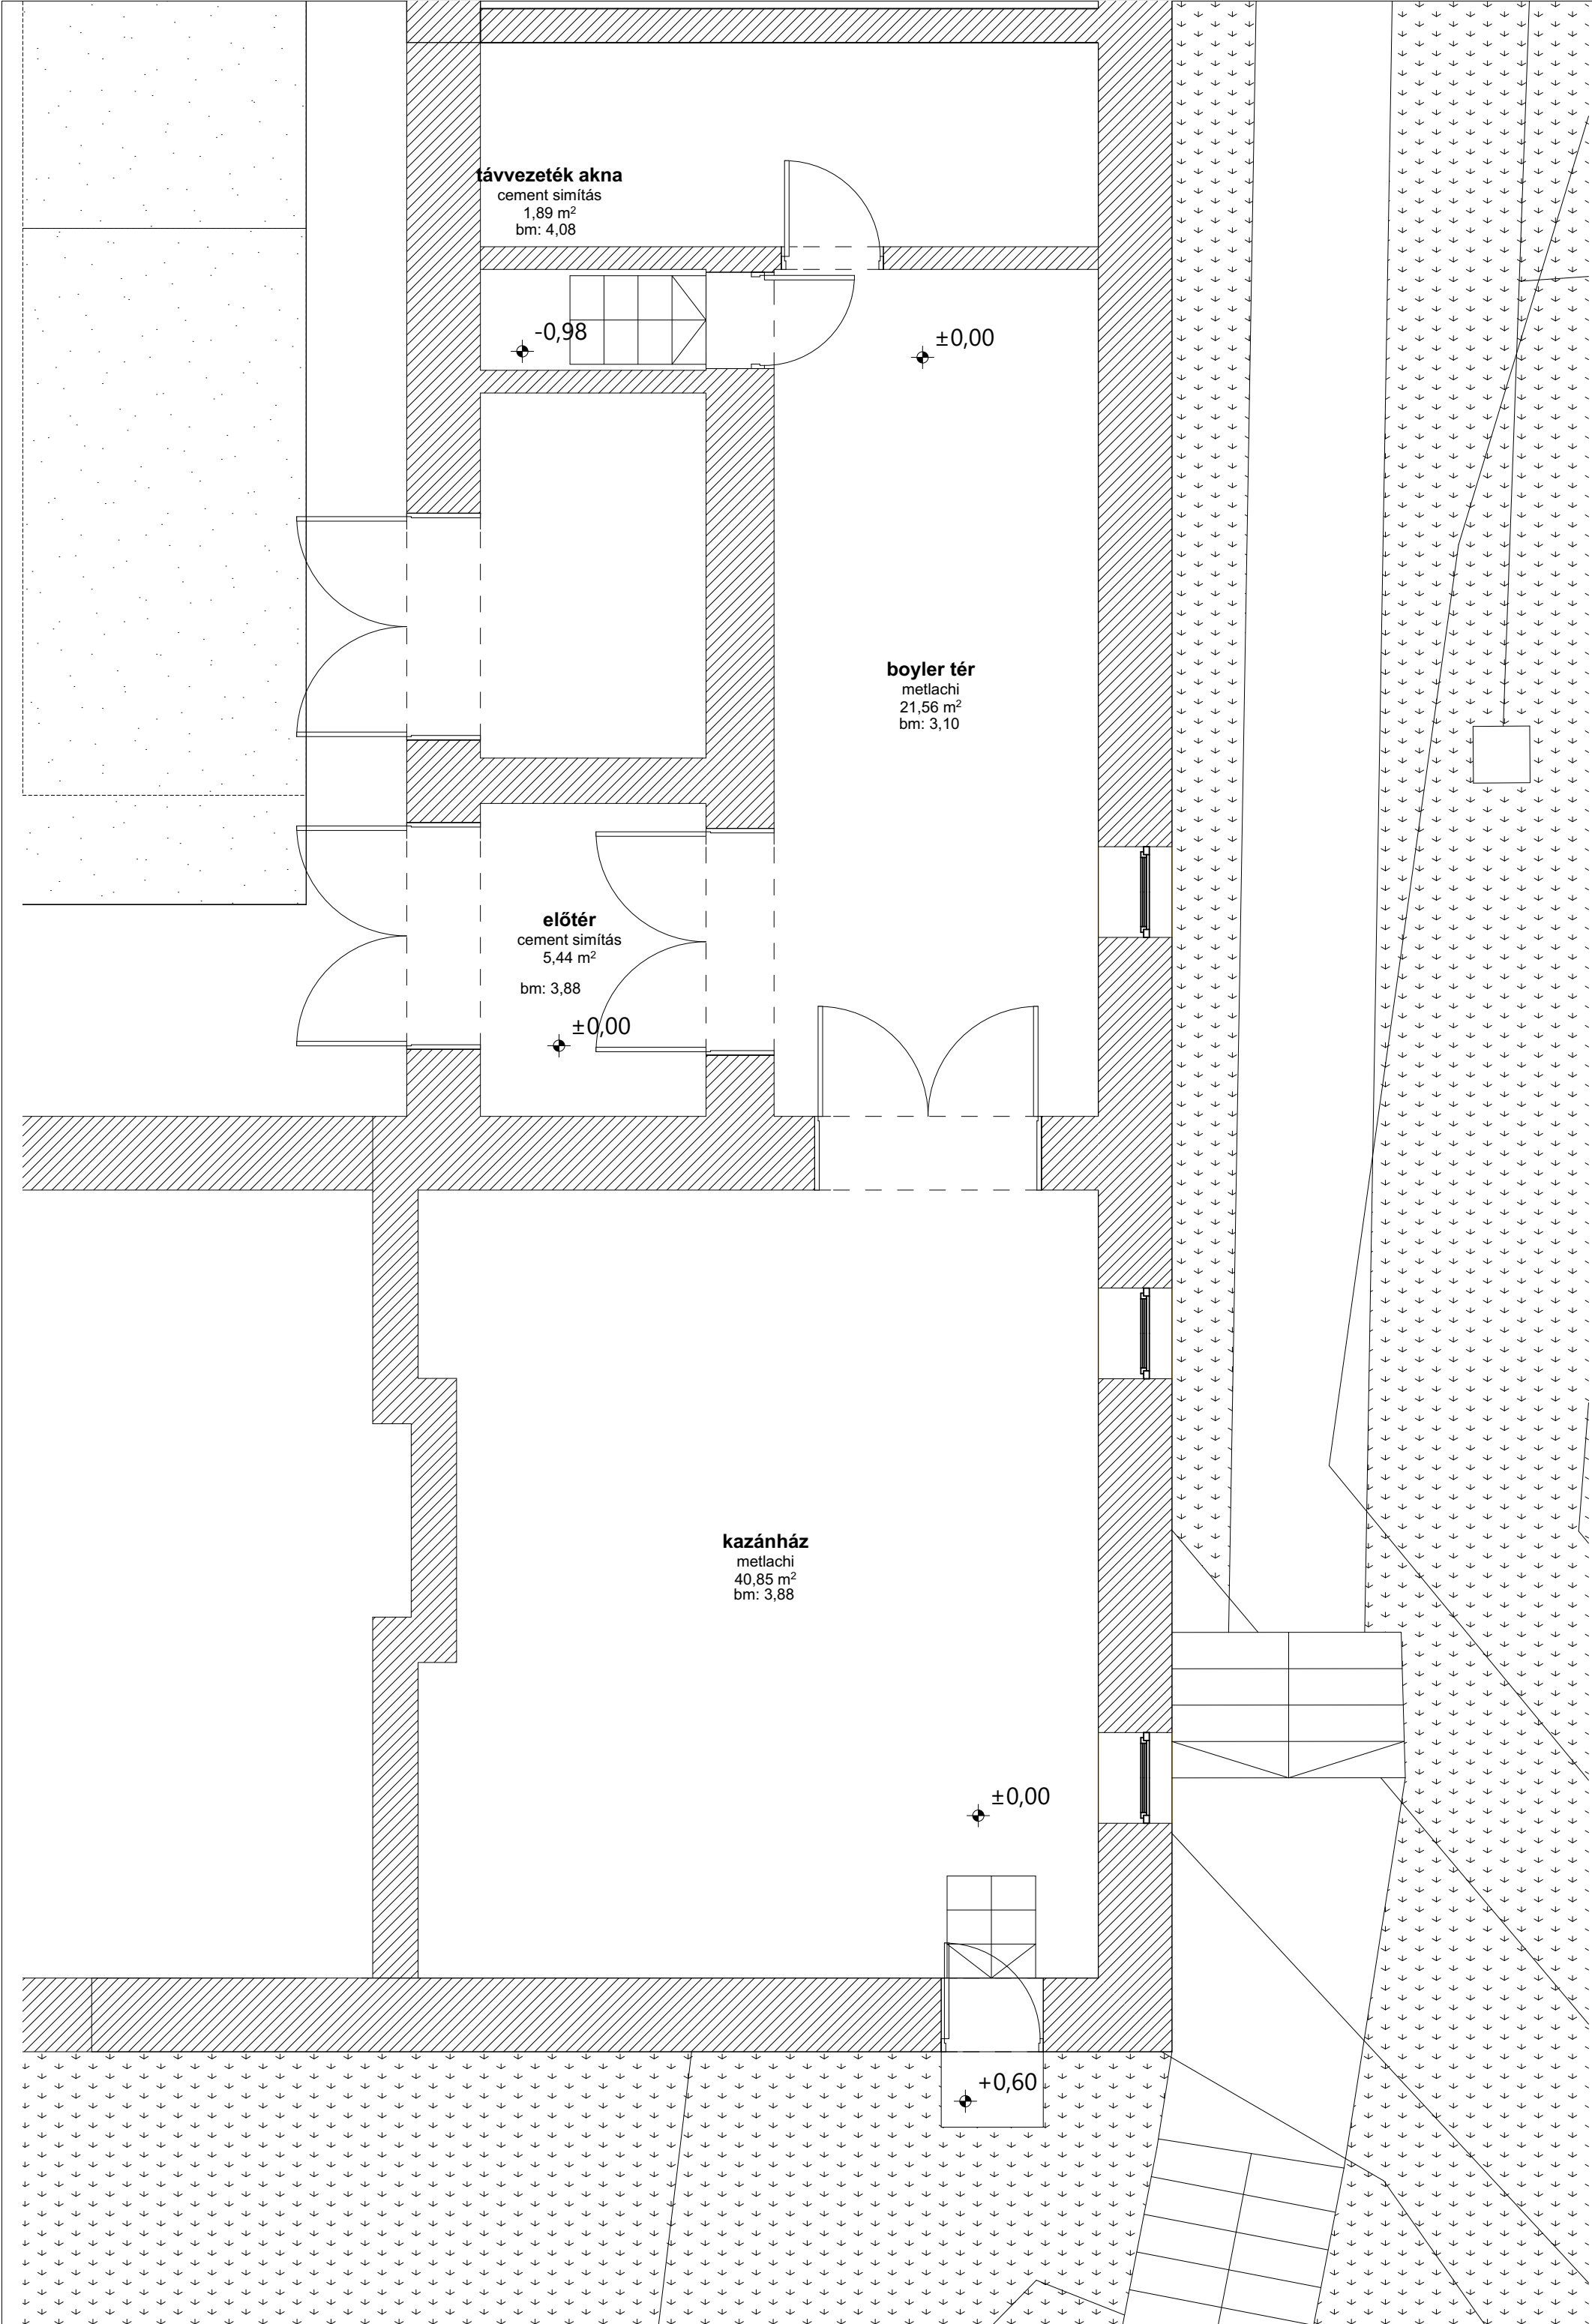 távvezeték akna
cement simítás
1,89 m²
bm: 4,08
-0,98
±0,00
boyler tér
metlachi
21,56 m²
bm: 3,10
előtér
cement simítás
5,44 m²
bm: 3,88
±0,00
kazánház
metlachi
40,85 m²
bm: 3,88
±0,00
+0,60